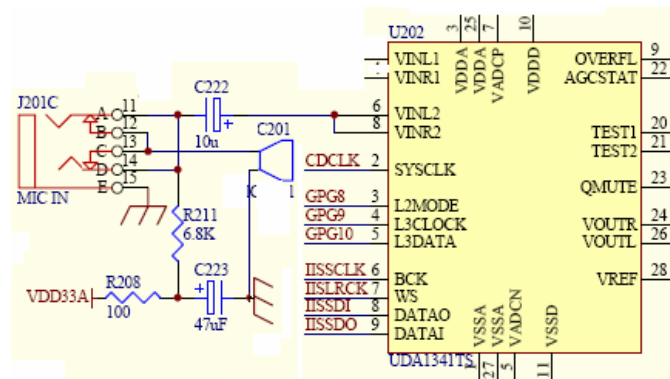 U202
3 25 7 10
VDDA VDDA VADCP VDDD
VINL1 OVERFL 9
VINR1 AGCSTAT 22
J201C
C222
10u
A 11
B 12
C 13
D 14
E 15
MIC IN
C201
K 1
6 VINL2
8 VINR2
TEST1 20
TEST2 21
CDCLK 2 SYSCLK
QMUTE 23
GPG8 3 L2MODE
GPG9 4 L3CLOCK
GPG10 5 L3DATA
VOUTR 24
VOUTL 26
R211
6.8K
C223
47uF
R208
100
VDD33A
IISSCLK 6 BCK
IISLRCK 7 WS
IISSDI 8 DATAO
IISSDO 9 DATAI
VREF 28
VSSA VSSA VADCN VSSD
27 5 11
UDA1341TS